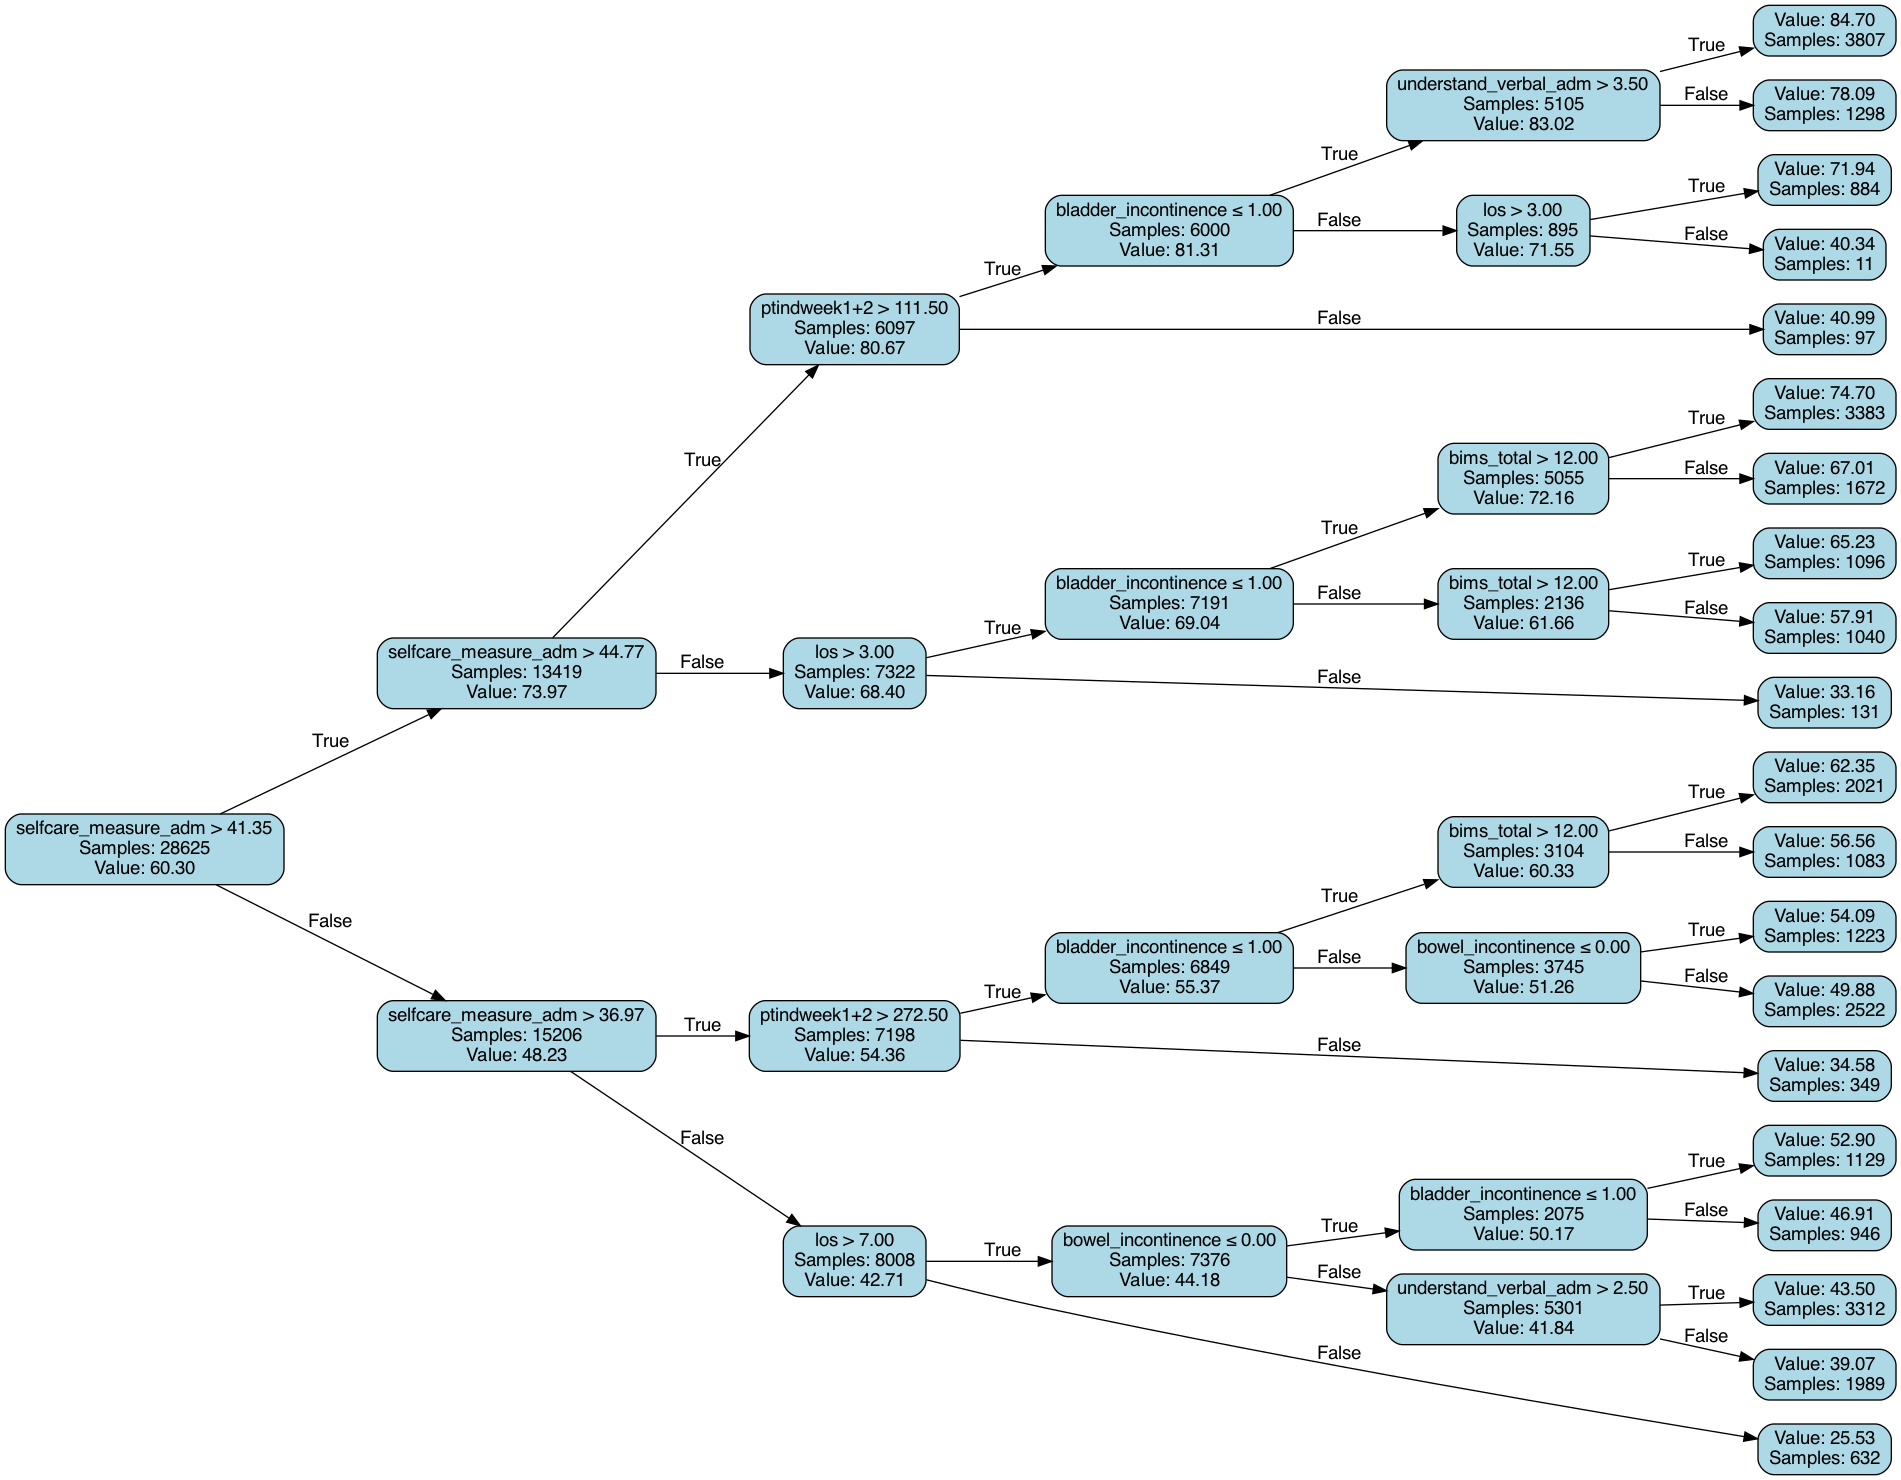 Value: 84.70
Samples: 3807
True
understand_verbal_adm > 3.50
Samples: 5105
Value: 83.02
False
Value: 78.09
Samples: 1298
True
Value: 71.94
Samples: 884
True
bladder_incontinence ≤ 1.00
Samples: 6000
Value: 81.31
False
los > 3.00
Samples: 895
Value: 71.55
False
Value: 40.34
Samples: 11
True
ptindweek1+2 > 111.50
Samples: 6097
Value: 80.67
False
Value: 40.99
Samples: 97
True
Value: 74.70
Samples: 3383
True
bims_total > 12.00
Samples: 5055
Value: 72.16
False
Value: 67.01
Samples: 1672
True
bladder_incontinence ≤ 1.00
Samples: 7191
Value: 69.04
False
bims_total > 12.00
Samples: 2136
Value: 61.66
True
Value: 65.23
Samples: 1096
False
Value: 57.91
Samples: 1040
True
selfcare_measure_adm > 44.77
Samples: 13419
Value: 73.97
False
los > 3.00
Samples: 7322
Value: 68.40
True
False
Value: 33.16
Samples: 131
True
selfcare_measure_adm > 41.35
Samples: 28625
Value: 60.30
False
True
Value: 62.35
Samples: 2021
bims_total > 12.00
Samples: 3104
Value: 60.33
False
Value: 56.56
Samples: 1083
True
bladder_incontinence ≤ 1.00
Samples: 6849
Value: 55.37
False
bowel_incontinence ≤ 0.00
Samples: 3745
Value: 51.26
True
Value: 54.09
Samples: 1223
False
Value: 49.88
Samples: 2522
selfcare_measure_adm > 36.97
Samples: 15206
Value: 48.23
True
ptindweek1+2 > 272.50
Samples: 7198
Value: 54.36
True
False
Value: 34.58
Samples: 349
False
True
Value: 52.90
Samples: 1129
bladder_incontinence ≤ 1.00
Samples: 2075
Value: 50.17
False
Value: 46.91
Samples: 946
los > 7.00
Samples: 8008
Value: 42.71
True
bowel_incontinence ≤ 0.00
Samples: 7376
Value: 44.18
True
False
understand_verbal_adm > 2.50
Samples: 5301
Value: 41.84
True
Value: 43.50
Samples: 3312
False
Value: 39.07
Samples: 1989
False
Value: 25.53
Samples: 632